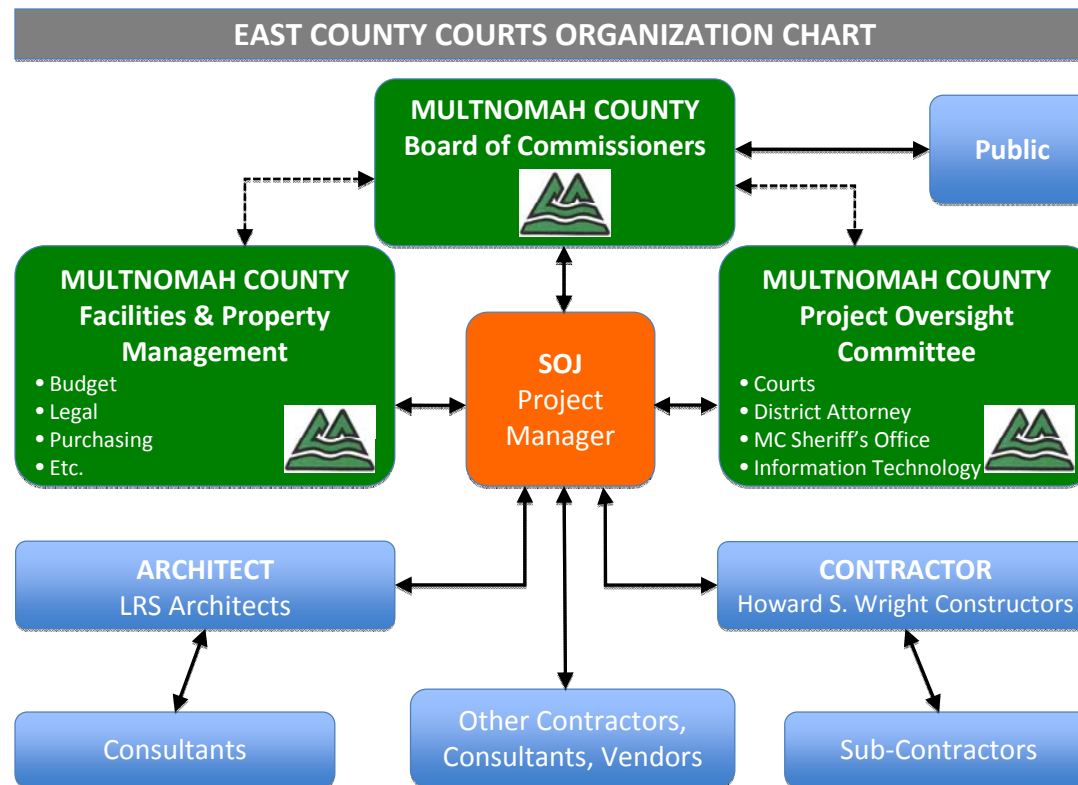 EAST COUNTY COURTS ORGANIZATION CHART
MULTNOMAH COUNTY
Board of Commissioners
Public
MULTNOMAH COUNTY
Facilities & Property
Management
• Budget
• Legal
• Purchasing
• Etc.
SOJ
Project
Manager
MULTNOMAH COUNTY
Project Oversight
Committee
• Courts
• District Attorney
• MC Sheriff’s Office
• Information Technology
ARCHITECT
LRS Architects
CONTRACTOR
Howard S. Wright Constructors
Consultants
Other Contractors,
Consultants, Vendors
Sub-Contractors